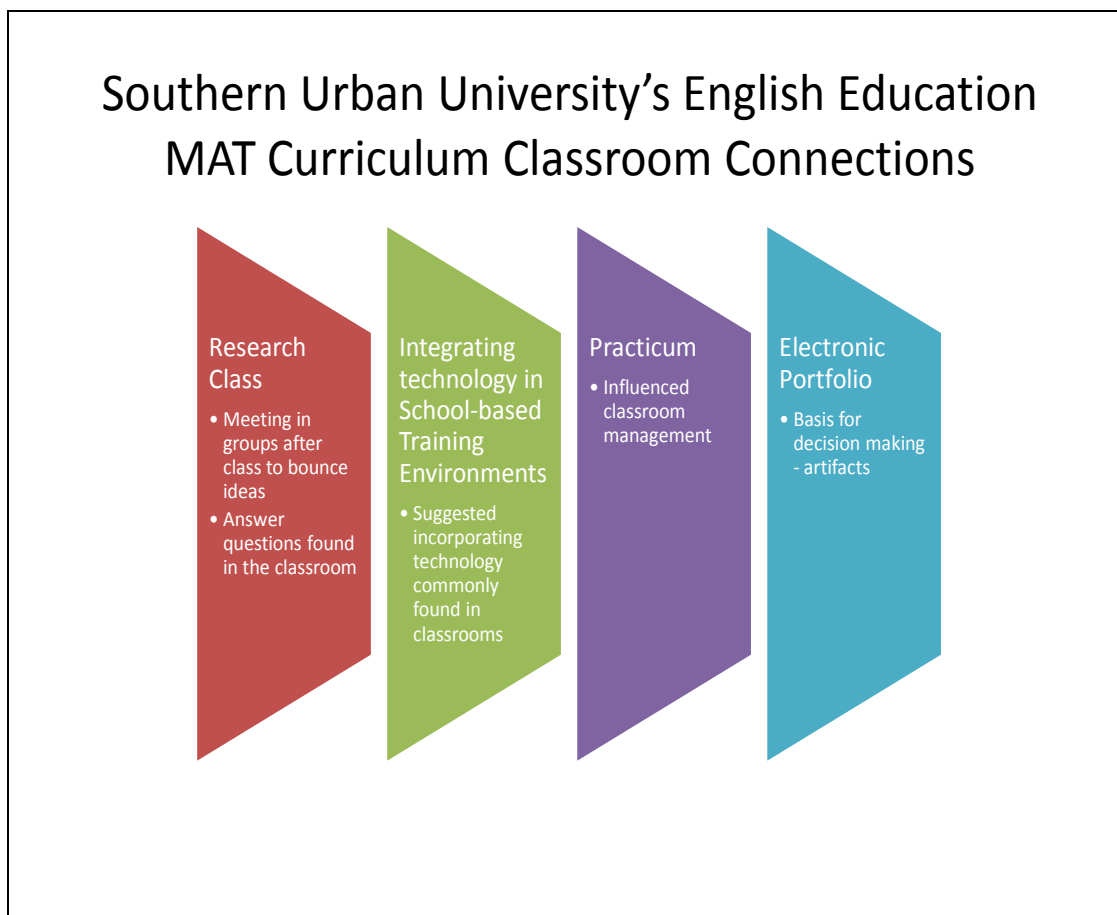 Southern Urban University’s English Education
MAT Curriculum Classroom Connections
Research
Class
• Meeting in
groups after
class to bounce
ideas
• Answer
questions found
in the classroom
Integrating
technology in
School-based
Training
Environments
• Suggested
incorporating
technology
commonly
found in
classrooms
Practicum
• Influenced
classroom
management
Electronic
Portfolio
• Basis for
decision making
- artifacts